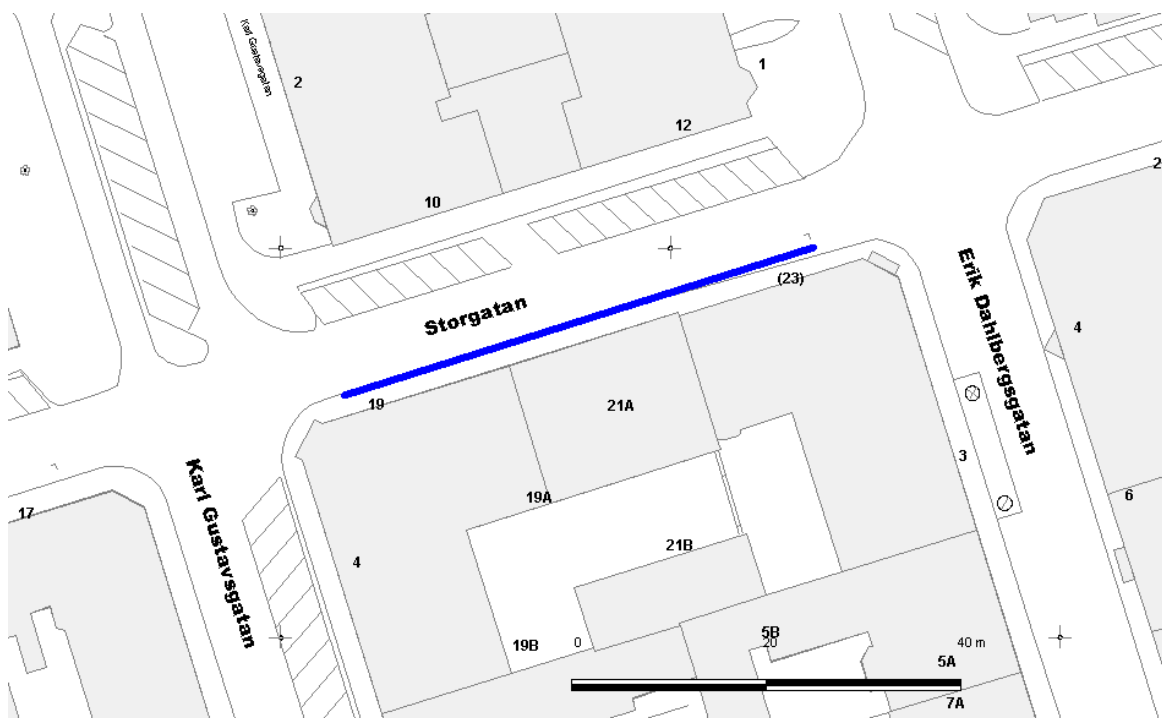 Karl Gustavsgatan
2
1
12
2
10
(23)
Storgatan
Erik Dahlbergsgatan
4
19
21A
3
Karl Gustavsgatan
19A
6
17
4
21B
19B
5B
0
20
40 m
5A
7A